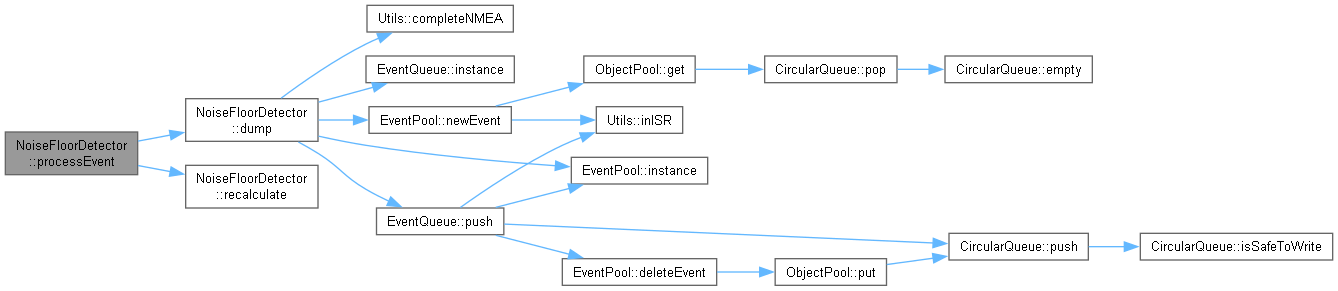 Utils::completeNMEA
EventQueue::instance
ObjectPool::get
CircularQueue::pop
CircularQueue::empty
NoiseFloorDetector
::dump
EventPool::newEvent
Utils::inISR
NoiseFloorDetector
::processEvent
EventPool::instance
NoiseFloorDetector
::recalculate
EventQueue::push
CircularQueue::push
CircularQueue::isSafeToWrite
EventPool::deleteEvent
ObjectPool::put